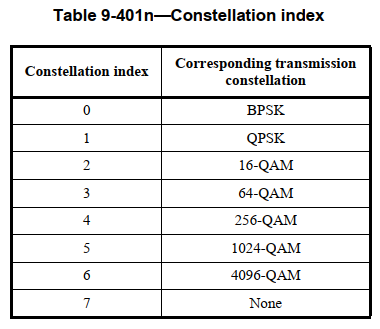 Table 9-401n—Constellation index
Constellation index Corresponding transmission
constellation
0 BPSK
1 QPSK
2 16-QAM
3 64-QAM
4 256-QAM
5 1024-QAM
6 4096-QAM
7 None